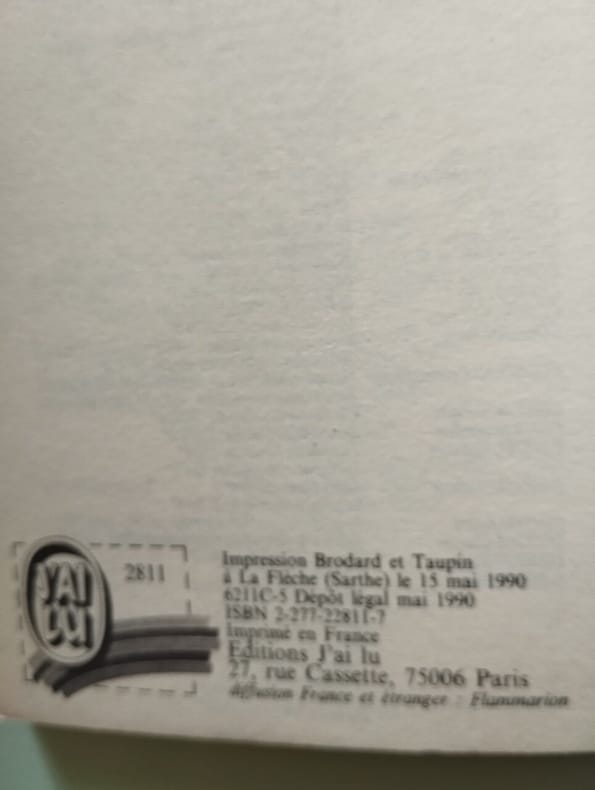 J'AI
LU
2811
Impression Brodard et Taupin
à La Flèche (Sarthe) le 15 mai 1990
6211C-5 Dépôt légal mai 1990
ISBN 2-277-22811-7
Imprimé en France
Editions J'ai lu
27, rue Cassette, 75006 Paris
diffusion France et étranger : Flammarion